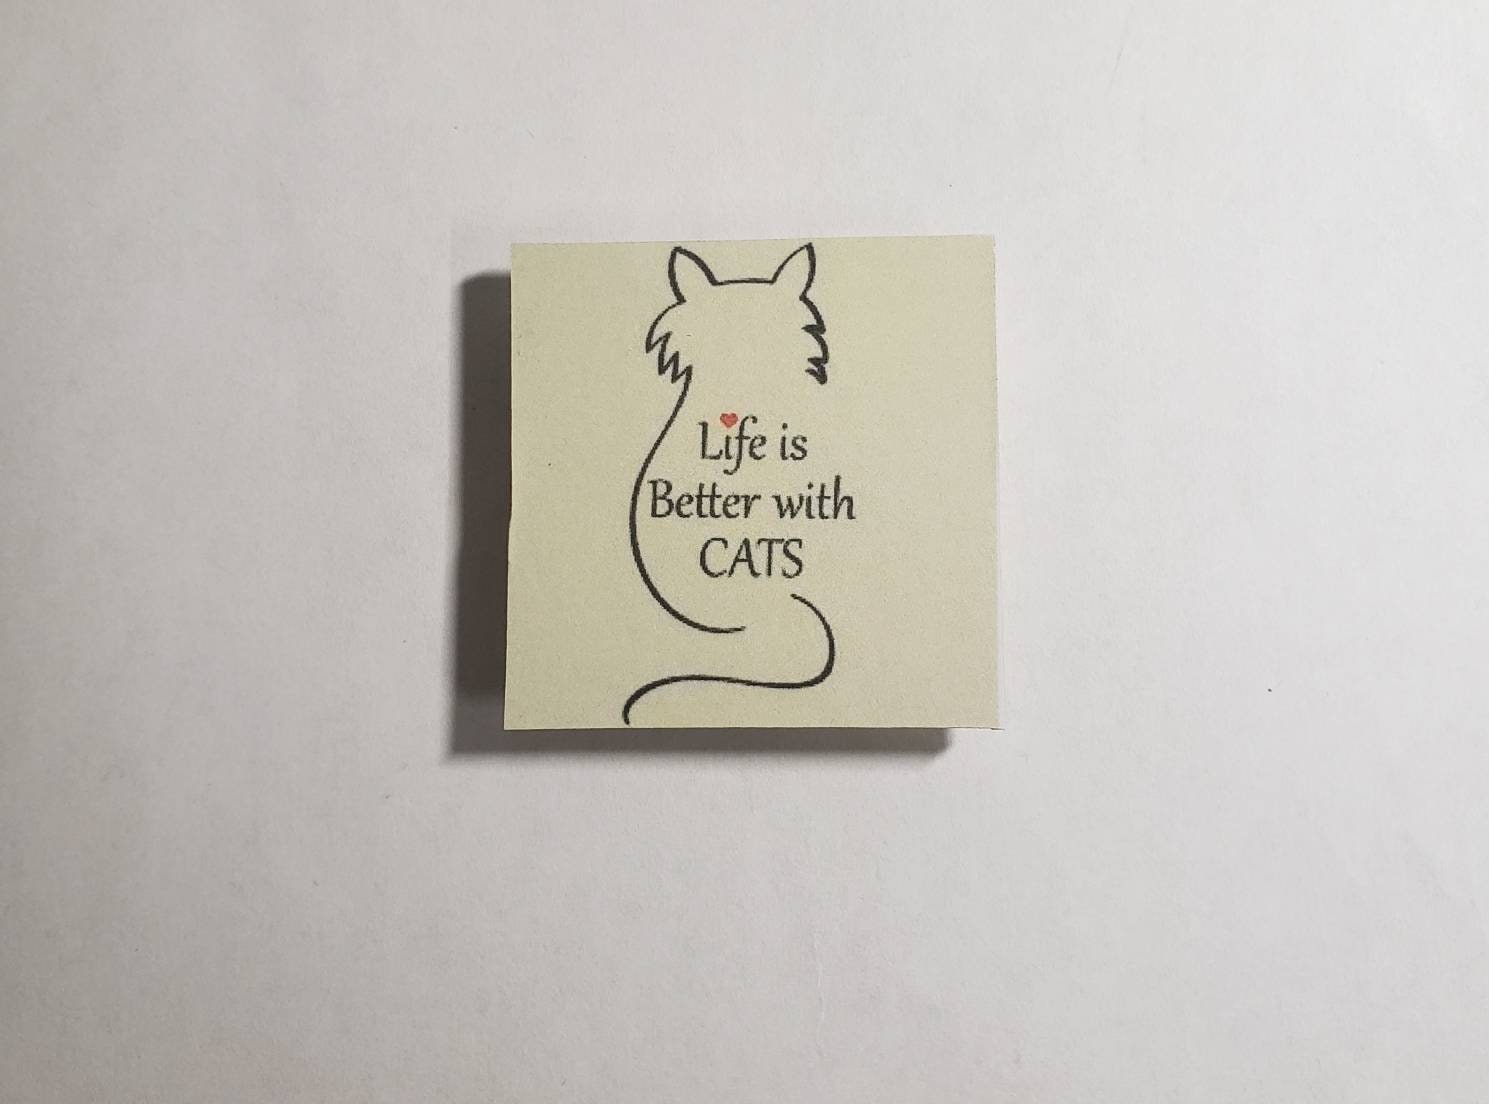 Life is
Better with
CATS